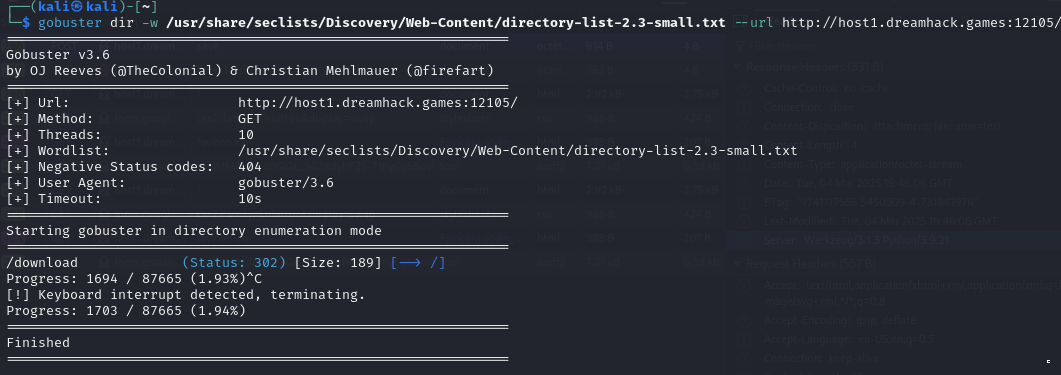 ┌──(kali㉿kali)-[~]
└─$ gobuster dir -w /usr/share/seclists/Discovery/Web-Content/directory-list-2.3-small.txt --url http://host1.dreamhack.games:12105/
===============================================================
Gobuster v3.6
by OJ Reeves (@TheColonial) & Christian Mehlmauer (@firefart)
===============================================================
[+] Url:                     http://host1.dreamhack.games:12105/
[+] Method:                  GET
[+] Threads:                 10
[+] Wordlist:                /usr/share/seclists/Discovery/Web-Content/directory-list-2.3-small.txt
[+] Negative Status codes:   404
[+] User Agent:              gobuster/3.6
[+] Timeout:                 10s
===============================================================
Starting gobuster in directory enumeration mode
===============================================================
/download             (Status: 302) [Size: 189] [--> /]
Progress: 1694 / 87665 (1.93%)^C
[!] Keyboard interrupt detected, terminating.
Progress: 1703 / 87665 (1.94%)
===============================================================
Finished
===============================================================